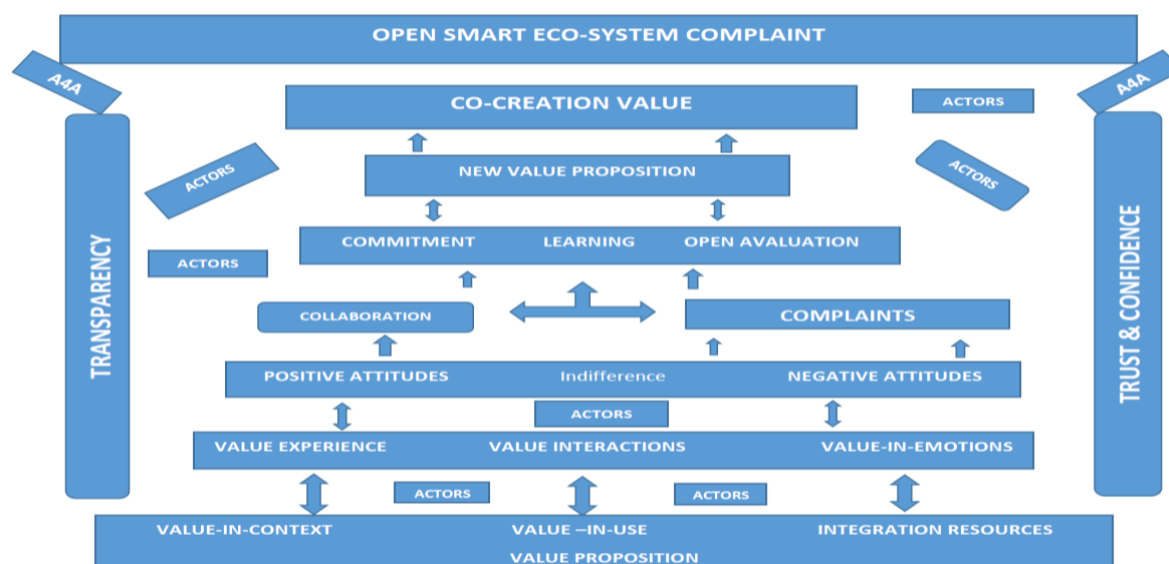 OPEN SMART ECO-SYSTEM COMPLAINT
A4A
A4A
CO-CREATION VALUE
ACTORS
NEW VALUE PROPOSITION
ACTORS
ACTORS
COMMITMENT LEARNING OPEN AVALUATION
ACTORS
TRANSPARENCY
TRUST & CONFIDENCE
COLLABORATION
COMPLAINTS
POSITIVE ATTITUDES Indifference NEGATIVE ATTITUDES
ACTORS
VALUE EXPERIENCE VALUE INTERACTIONS VALUE-IN-EMOTIONS
ACTORS
ACTORS
VALUE-IN-CONTEXT VALUE –IN-USE INTEGRATION RESOURCES
VALUE PROPOSITION